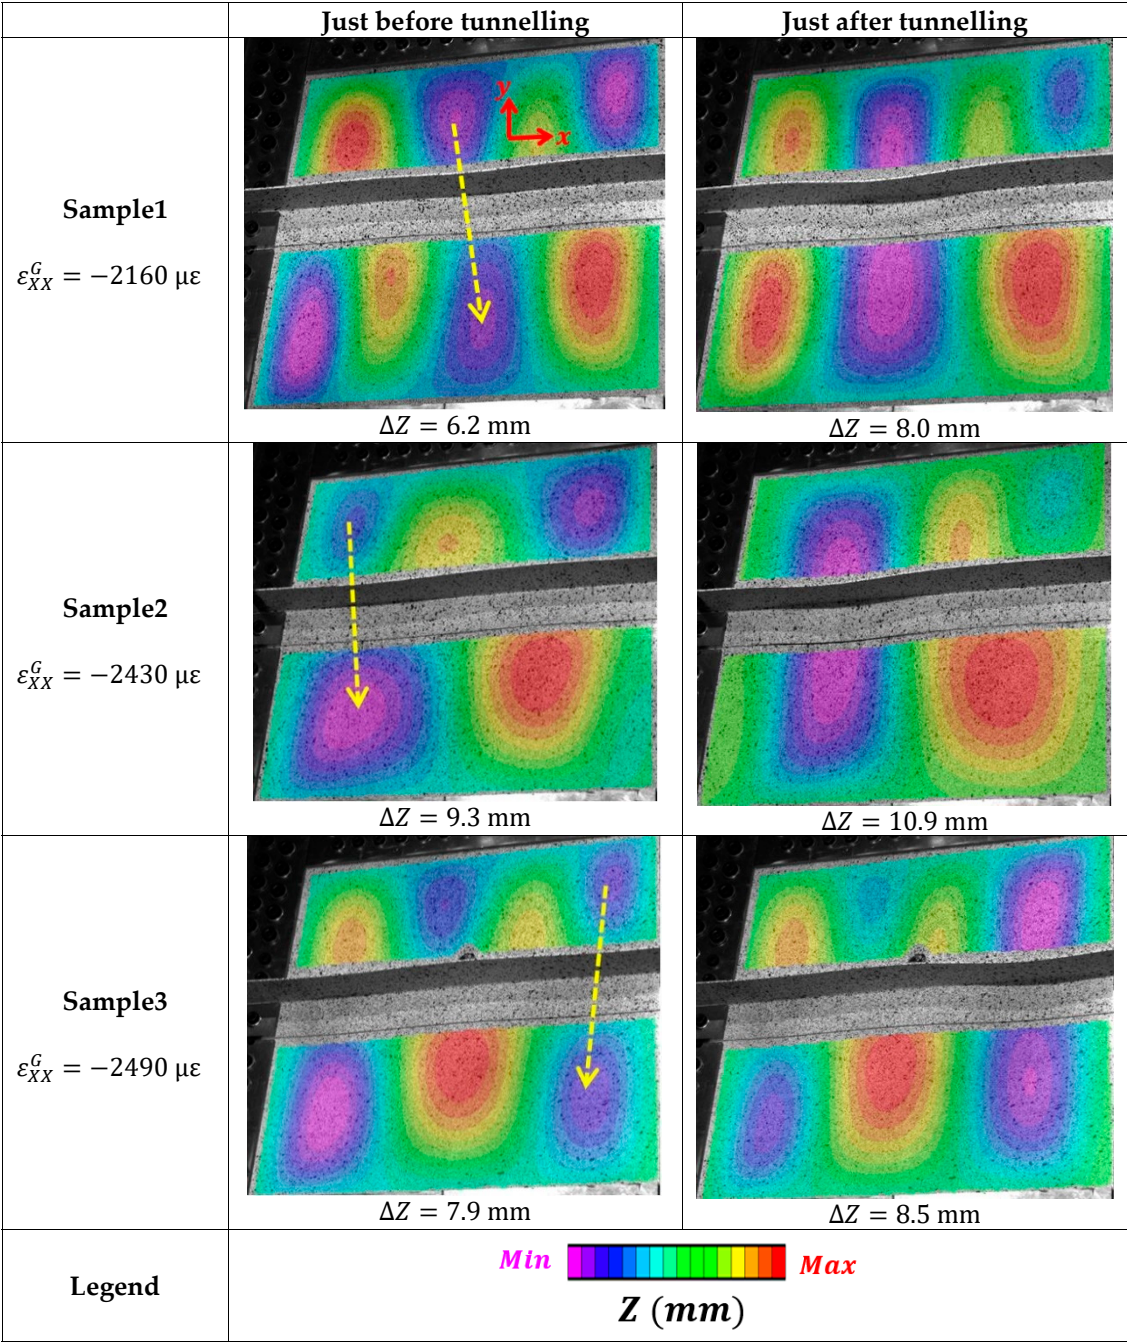 Just before tunnelling
Just after tunnelling
Sample1
ε^G_XX = −2160 με
y
x
ΔZ = 6.2 mm
ΔZ = 8.0 mm
Sample2
ε^G_XX = −2430 με
ΔZ = 9.3 mm
ΔZ = 10.9 mm
Sample3
ε^G_XX = −2490 με
ΔZ = 7.9 mm
ΔZ = 8.5 mm
Legend
Min
Max
Z (mm)